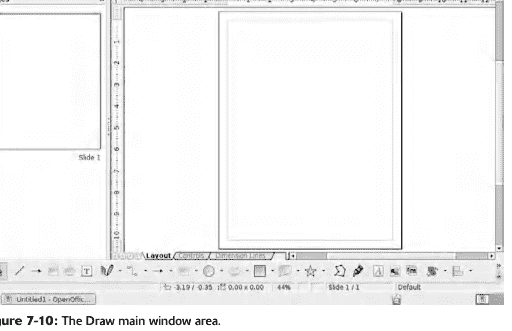 Slide 1
Layout Controls Dimension Lines
3.19 / 0.35 0.00 x 0.00 44% Slide 1 / 1 Default
Untitled1 - OpenOffic...
gure 7-10: The Draw main window area.